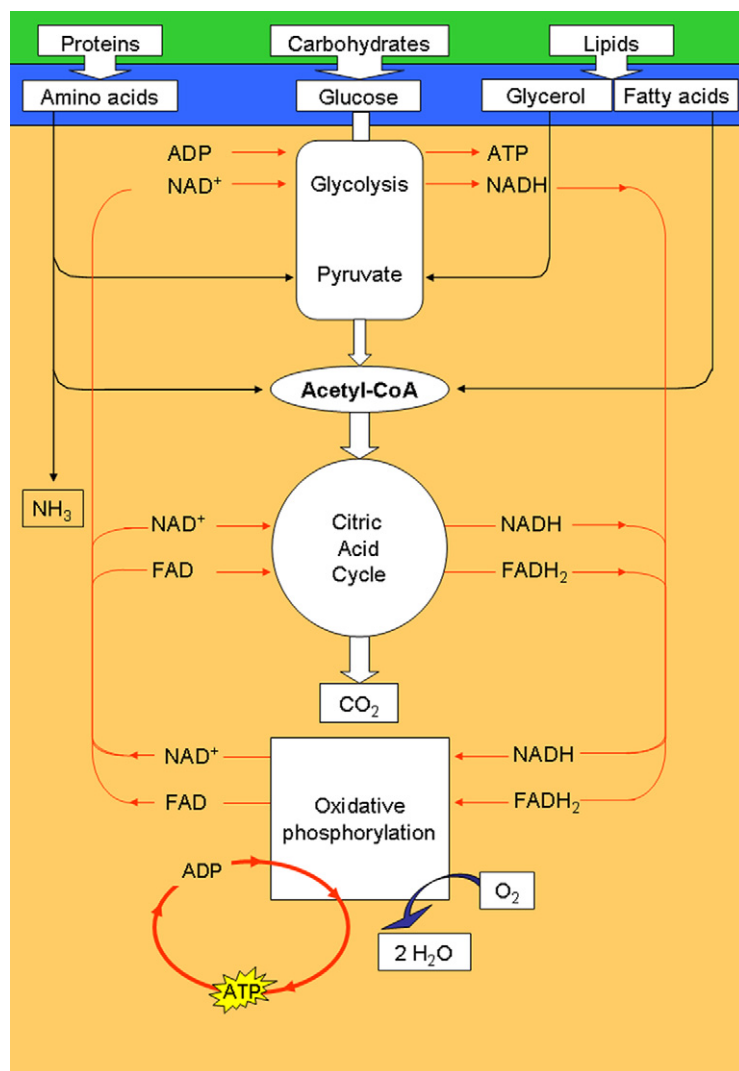 Proteins Carbohydrates Lipids
Amino acids Glucose Glycerol Fatty acids
ADP ATP
NAD⁺ Glycolysis NADH
Pyruvate
Acetyl-CoA
NH₃
NAD⁺ Citric NADH
Acid
FAD Cycle FADH₂
CO₂
NAD⁺ NADH
FAD Oxidative FADH₂
phosphorylation
ADP
O₂
2 H₂O
ATP